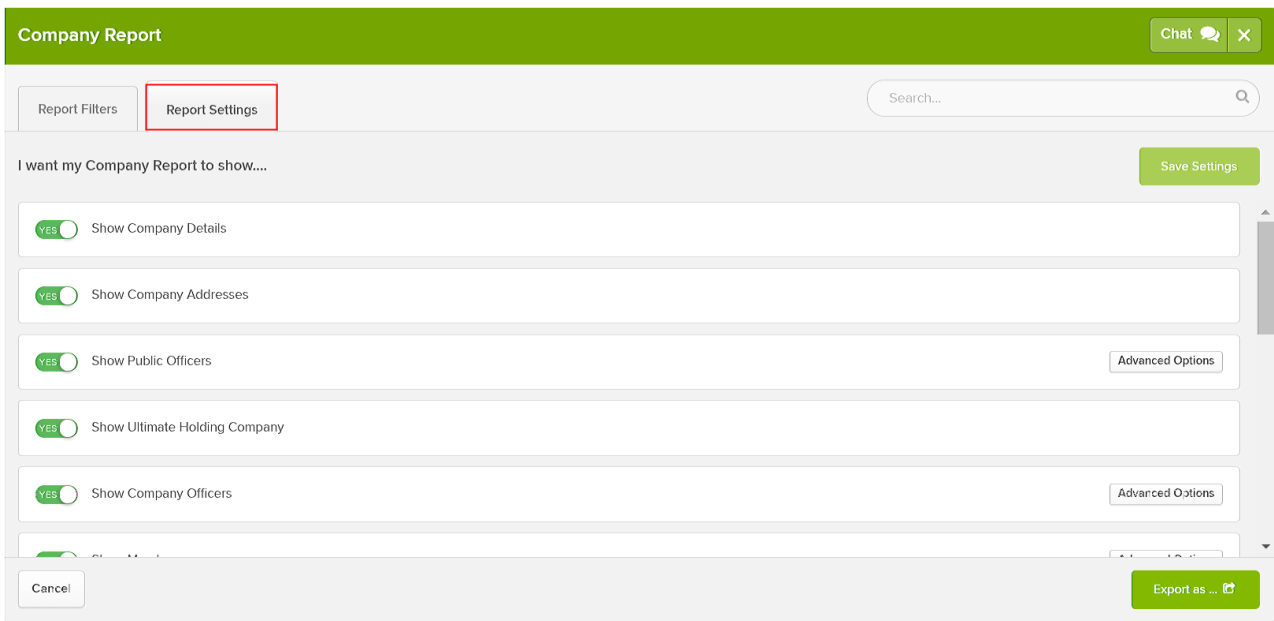 Company Report
Chat
Report Filters
Report Settings
Search...
I want my Company Report to show....
Save Settings
YES Show Company Details
YES Show Company Addresses
YES Show Public Officers Advanced Options
YES Show Ultimate Holding Company
YES Show Company Officers Advanced Options
Cancel
Export as ...